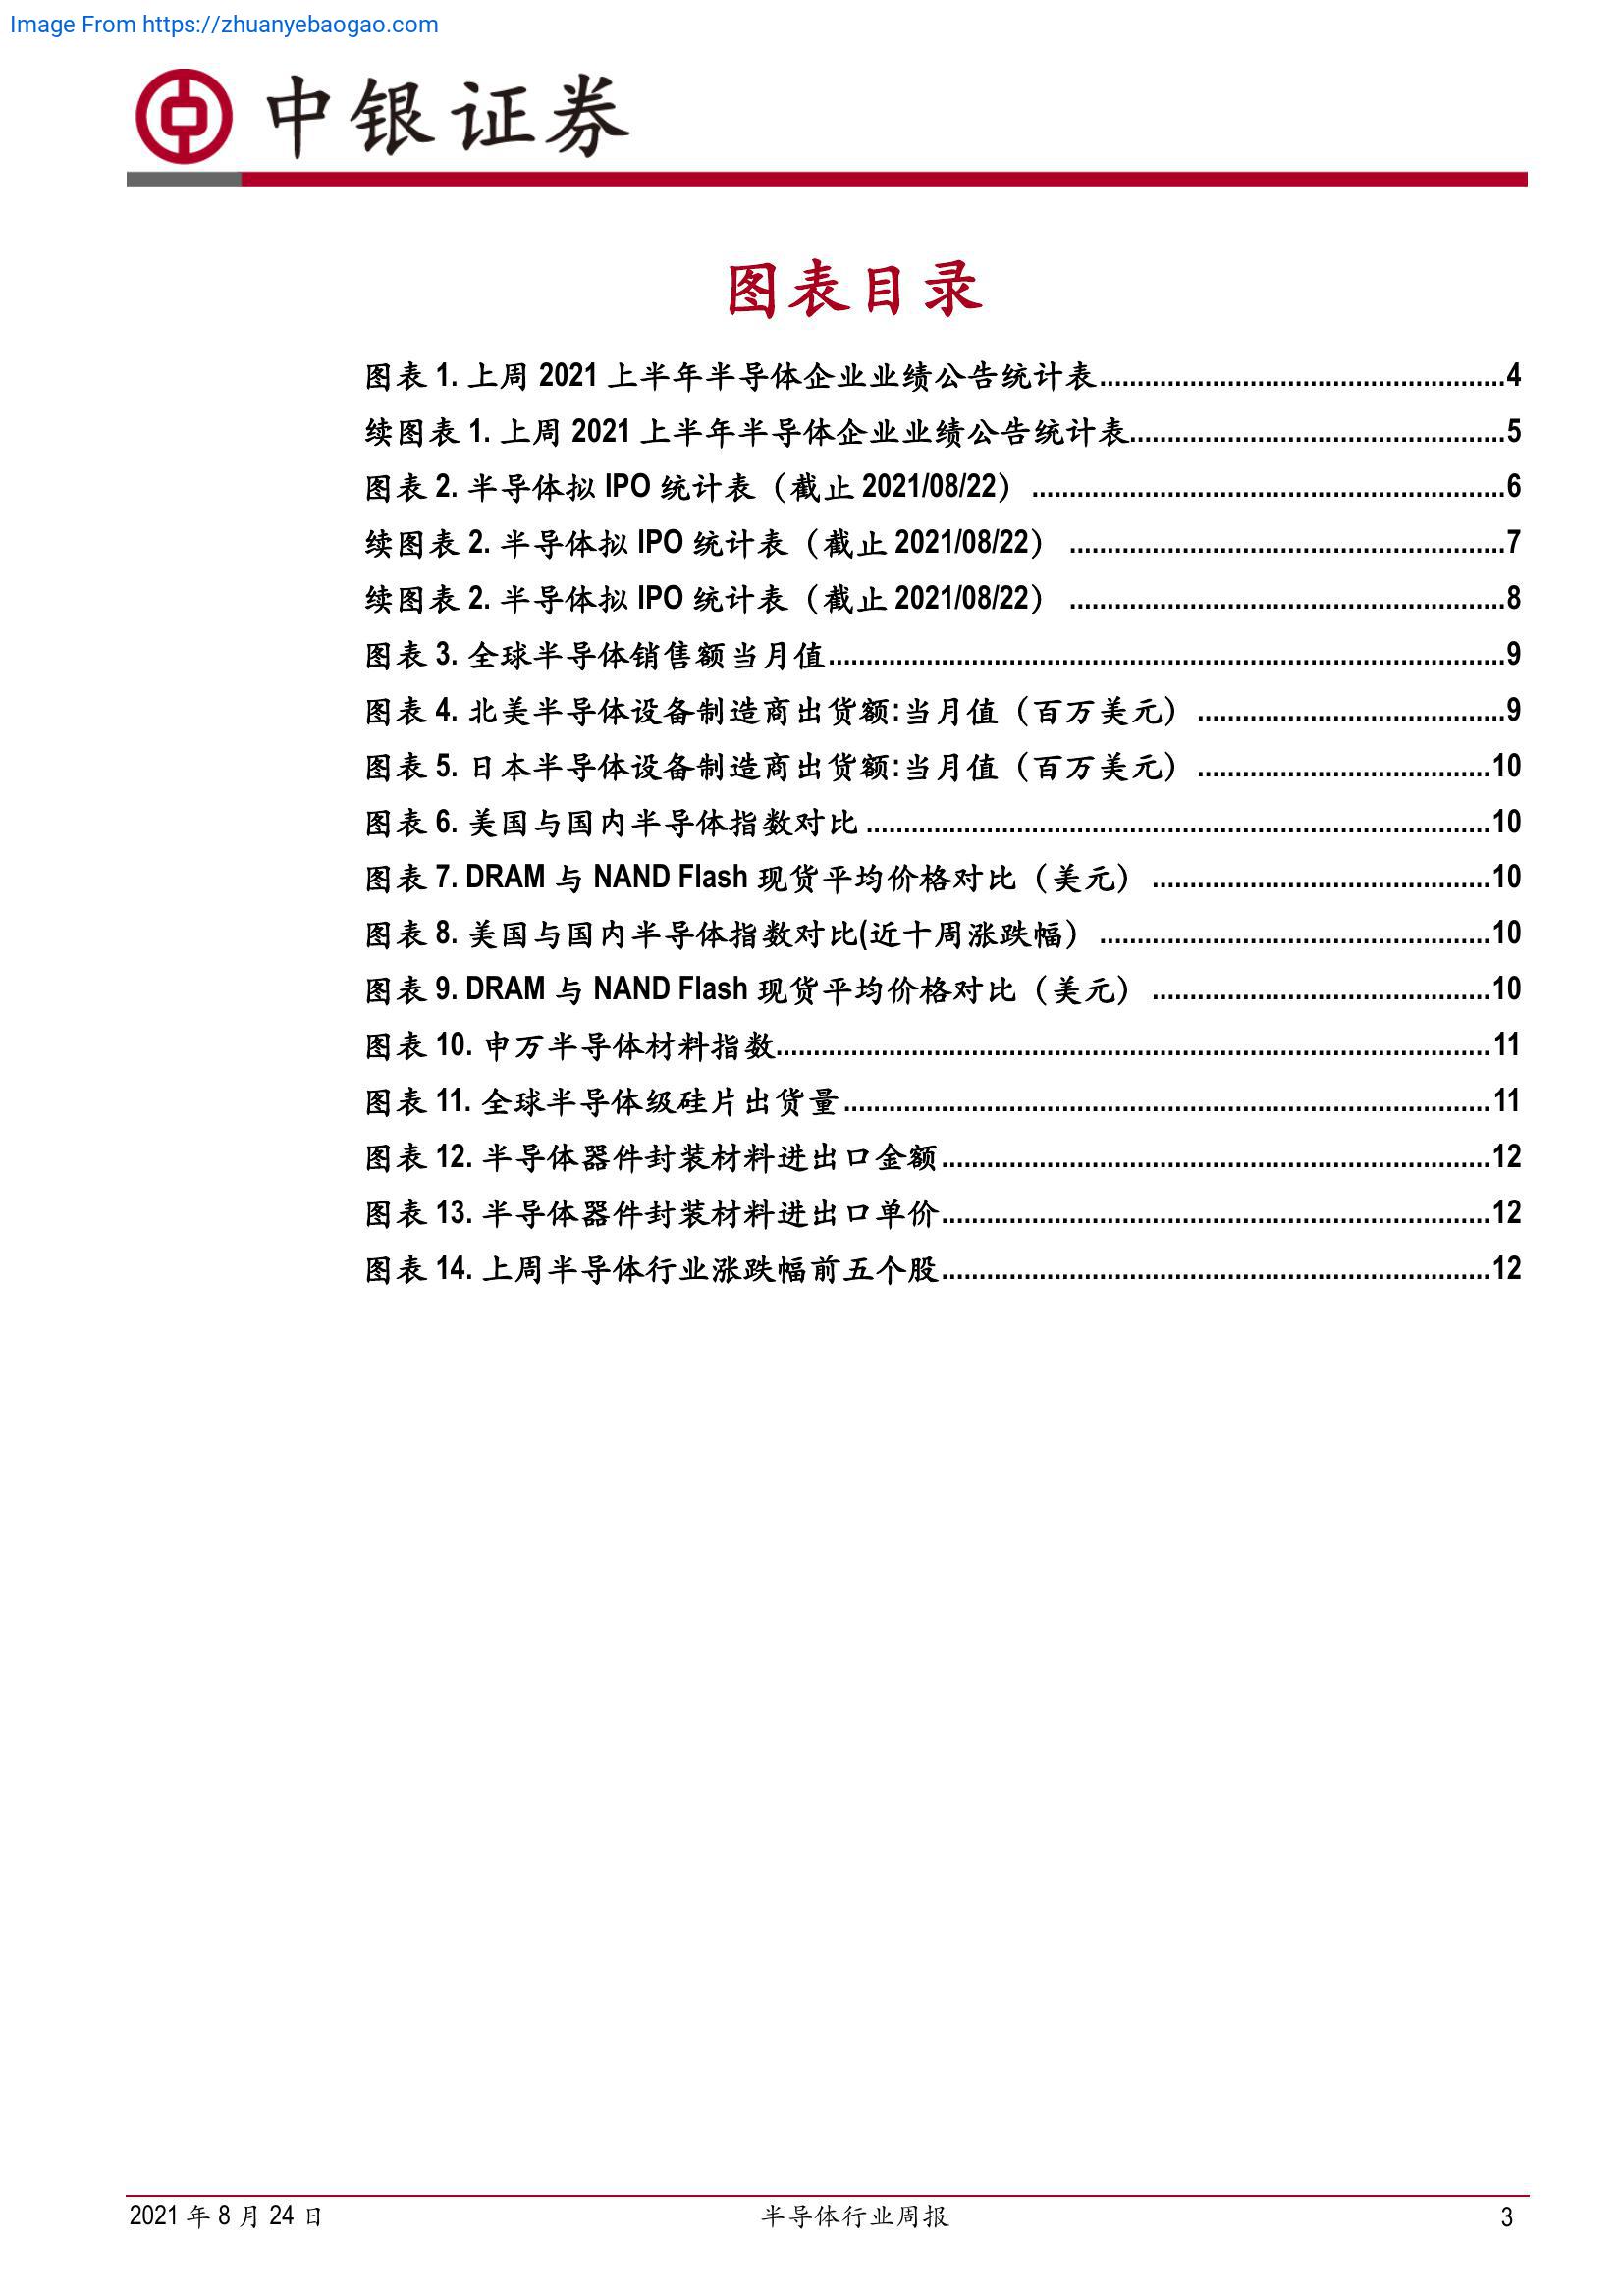 Image From https://zhuanyebaogao.com
中银证券
图表目录
图表 1. 上周 2021 上半年半导体企业业绩公告统计表......................................................4
续图表 1. 上周 2021 上半年半导体企业业绩公告统计表..................................................5
图表 2. 半导体拟 IPO 统计表（截止 2021/08/22） ...............................................................6
续图表 2. 半导体拟 IPO 统计表（截止 2021/08/22） ..........................................................7
续图表 2. 半导体拟 IPO 统计表（截止 2021/08/22） ..........................................................8
图表 3. 全球半导体销售额当月值..........................................................................................9
图表 4. 北美半导体设备制造商出货额:当月值（百万美元） .........................................9
图表 5. 日本半导体设备制造商出货额:当月值（百万美元） .......................................10
图表 6. 美国与国内半导体指数对比 ...................................................................................10
图表 7. DRAM 与 NAND Flash 现货平均价格对比（美元） .............................................10
图表 8. 美国与国内半导体指数对比(近十周涨跌幅） ....................................................10
图表 9. DRAM 与 NAND Flash 现货平均价格对比（美元） .............................................10
图表 10. 申万半导体材料指数...............................................................................................11
图表 11. 全球半导体级硅片出货量......................................................................................11
图表 12. 半导体器件封装材料进出口金额.........................................................................12
图表 13. 半导体器件封装材料进出口单价.........................................................................12
图表 14. 上周半导体行业涨跌幅前五个股.........................................................................12
2021 年 8 月 24 日 半导体行业周报 3